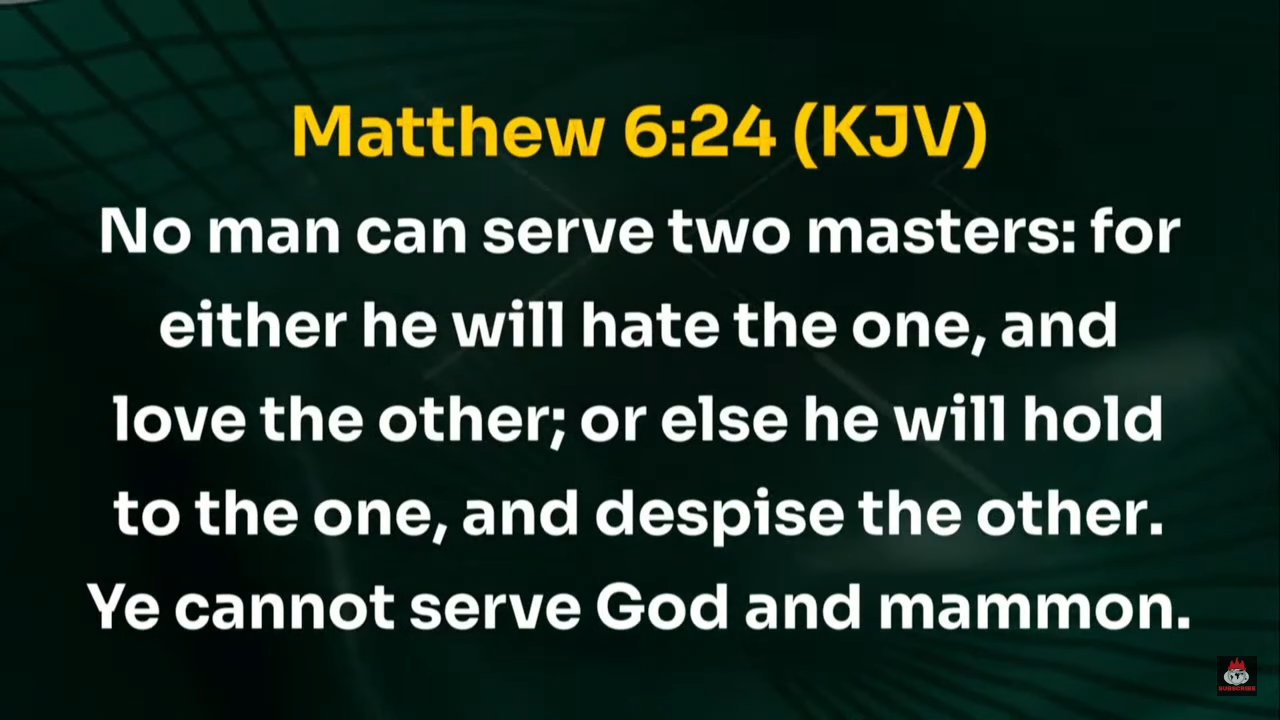 Matthew 6:24 (KJV)
No man can serve two masters: for
either he will hate the one, and
love the other; or else he will hold
to the one, and despise the other.
Ye cannot serve God and mammon.
SUBSCRIBE